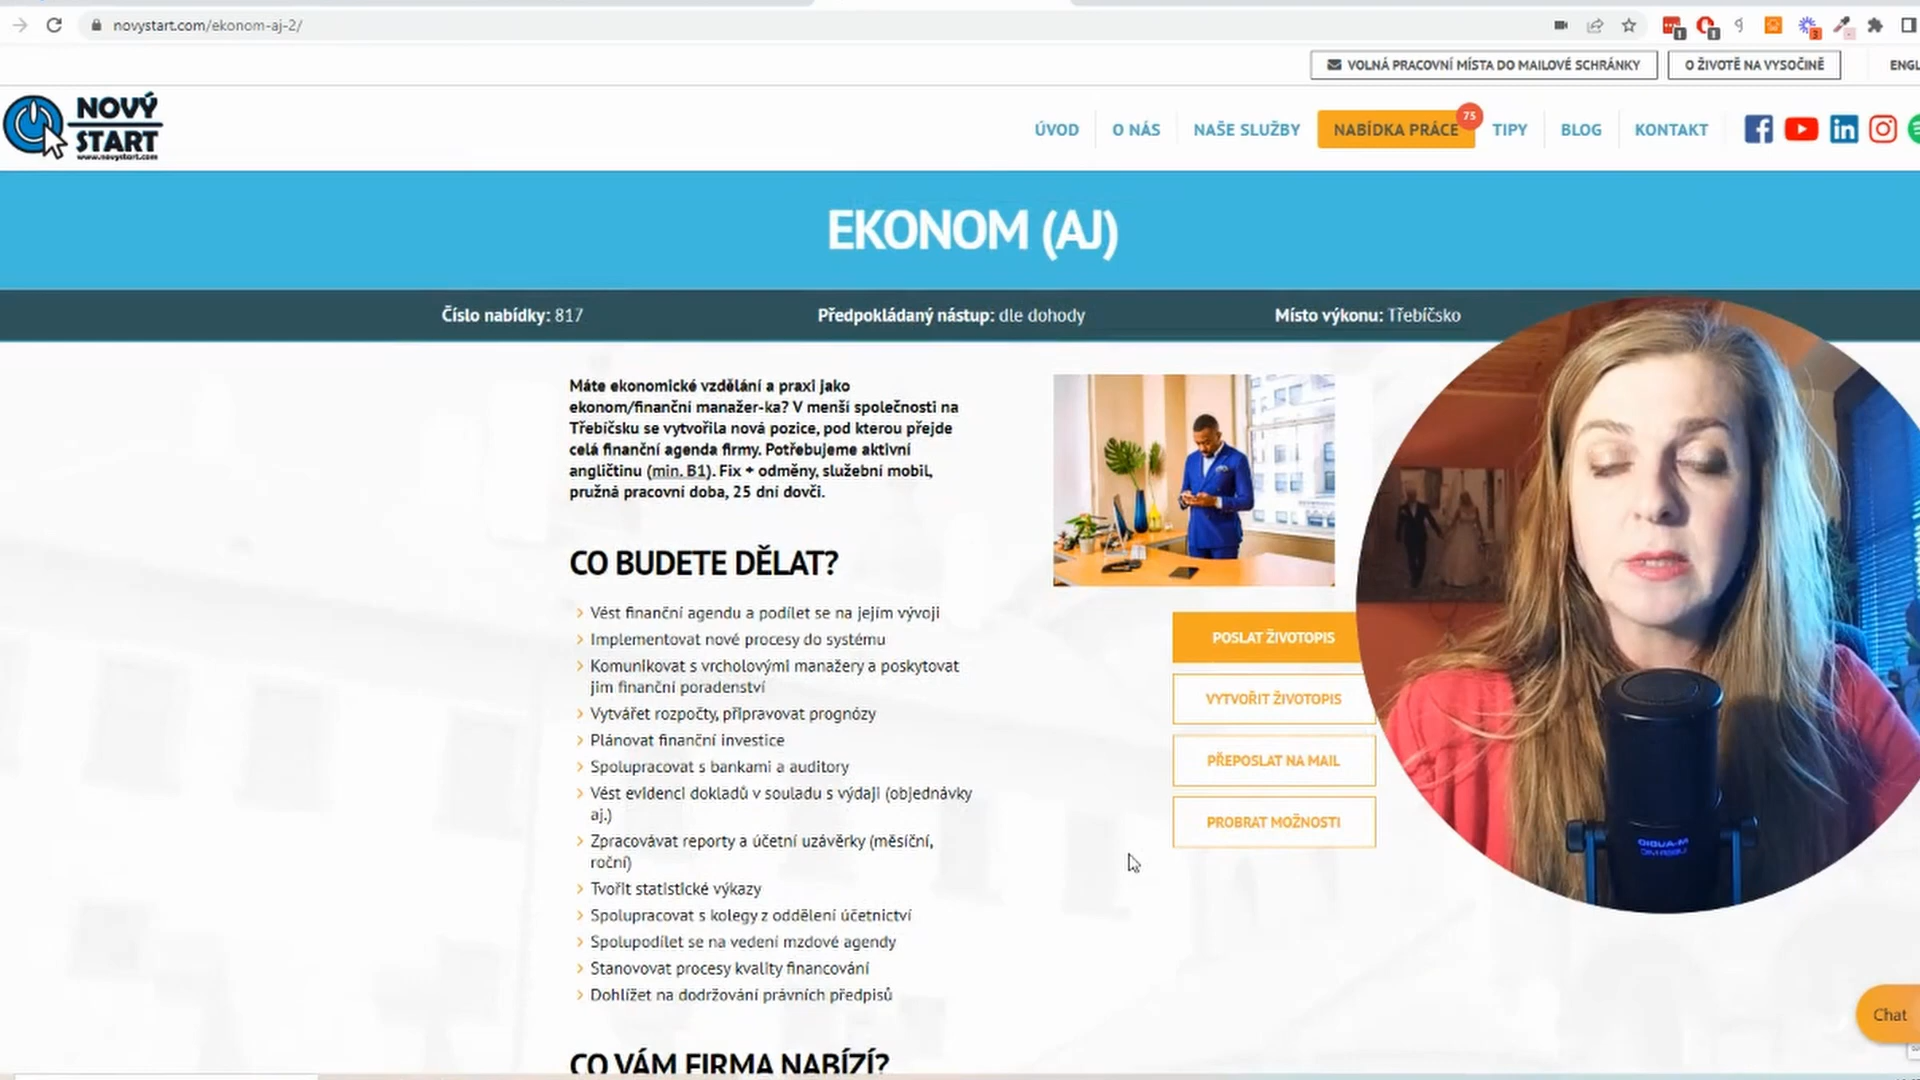 novystart.com/ekonom-aj-2/
VOLNÁ PRACOVNÍ MÍSTA DO MAILOVÉ SCHRÁNKY
O ŽIVOTĚ NA VYSOČINĚ
ENGL
NOVÝ
START
www.novystart.com
ÚVOD
O NÁS
NAŠE SLUŽBY
NABÍDKA PRÁCE
75
TIPY
BLOG
KONTAKT
EKONOM (AJ)
Číslo nabídky: 817
Předpokládaný nástup: dle dohody
Místo výkonu: Třebíčsko
Máte ekonomické vzdělání a praxi jako
ekonom/finanční manažer-ka? V menší společnosti na
Třebíčsku se vytvořila nová pozice, pod kterou přejde
celá finanční agenda firmy. Potřebujeme aktivní
angličtinu (min. B1). Fix + odměny, služební mobil,
pružná pracovní doba, 25 dní dovči.
CO BUDETE DĚLAT?
Vést finanční agendu a podílet se na jejím vývoji
Implementovat nové procesy do systému
Komunikovat s vrcholovými manažery a poskytovat
jim finanční poradenství
Vytvářet rozpočty, připravovat prognózy
Plánovat finanční investice
Spolupracovat s bankami a auditory
Vést evidenci dokladů v souladu s výdaji (objednávky
aj.)
Zpracovávat reporty a účetní uzávěrky (měsíční,
roční)
Tvořit statistické výkazy
Spolupracovat s kolegy z oddělení účetnictví
Spolupodílet se na vedení mzdové agendy
Stanovovat procesy kvality financování
Dohlížet na dodržování právních předpisů
CO VÁM FIRMA NABÍZÍ?
POSLAT ŽIVOTOPIS
VYTVOŘIT ŽIVOTOPIS
PŘEPOSLAT NA MAIL
PROBRAT MOŽNOSTI
M-AUDIO
Chat